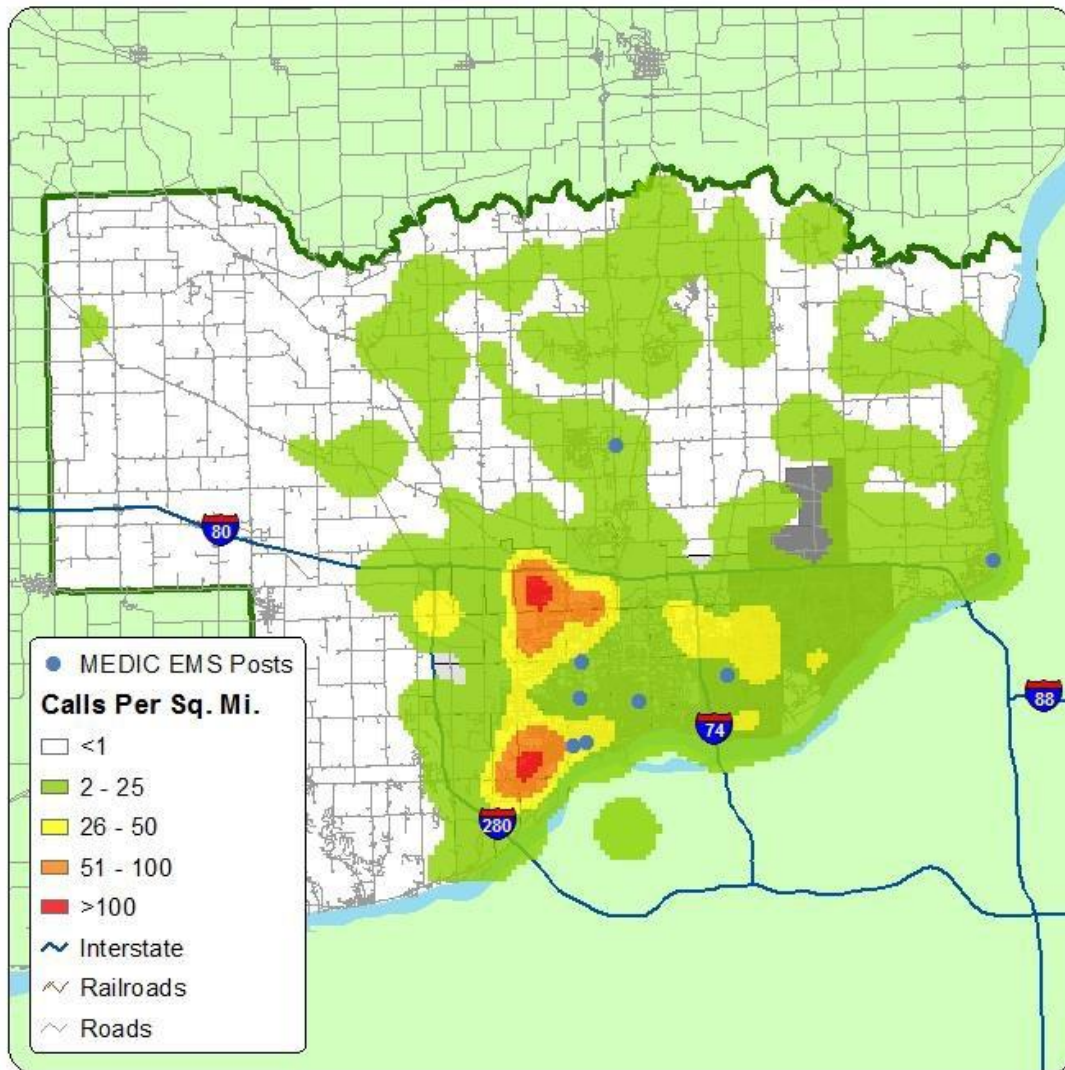 80
MEDIC EMS Posts
Calls Per Sq. Mi.
<1
2 - 25
26 - 50
51 - 100
>100
Interstate
Railroads
Roads
88
74
280